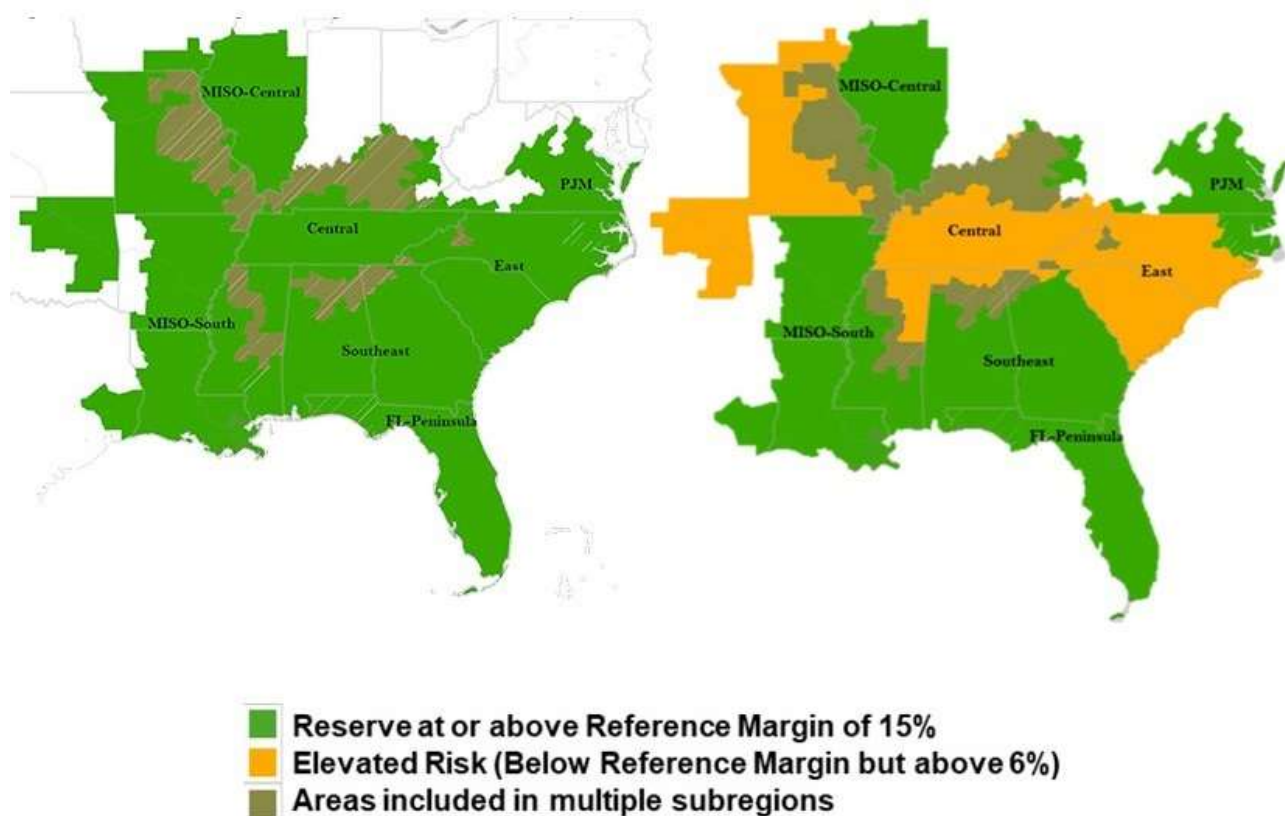 MISO-Central
PJM
Central
East
MISO-South
Southeast
FL-Peninsula
MISO-Central
PJM
Central
East
MISO-South
Southeast
FL-Peninsula
Reserve at or above Reference Margin of 15%
Elevated Risk (Below Reference Margin but above 6%)
Areas included in multiple subregions